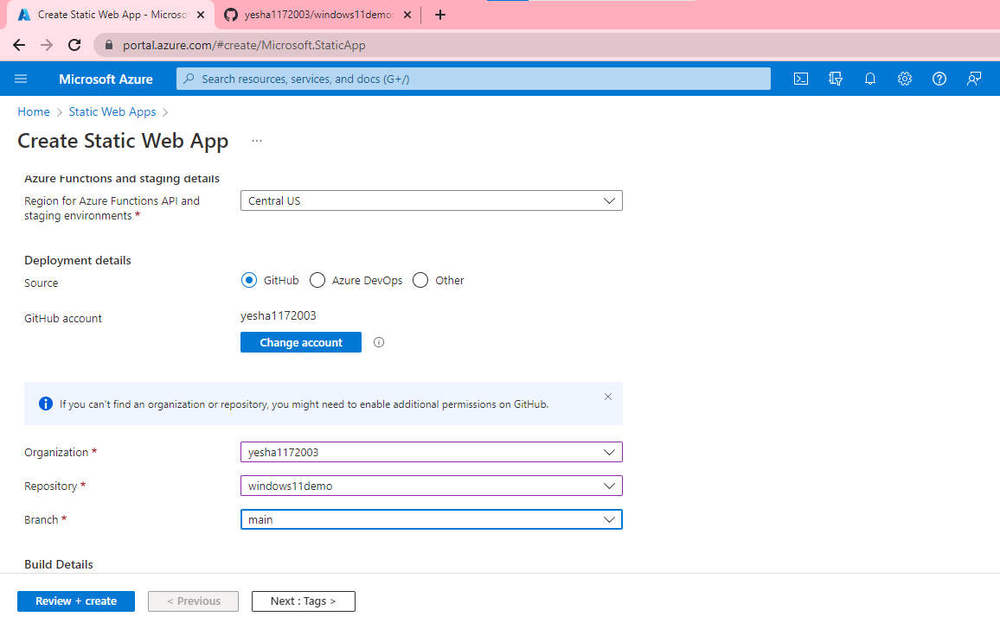 Create Static Web App - Microsof
yesha1172003/windows11demo:
portal.azure.com/#create/Microsoft.StaticApp
Microsoft Azure
Search resources, services, and docs (G+/)
Home > Static Web Apps >
Create Static Web App ...
Azure Functions and staging details
Region for Azure Functions API and
staging environments *
Central US
Deployment details
Source
GitHub
Azure DevOps
Other
GitHub account
yesha1172003
Change account
If you can't find an organization or repository, you might need to enable additional permissions on GitHub.
Organization *
yesha1172003
Repository *
windows11demo
Branch *
main
Build Details
Review + create
< Previous
Next : Tags >